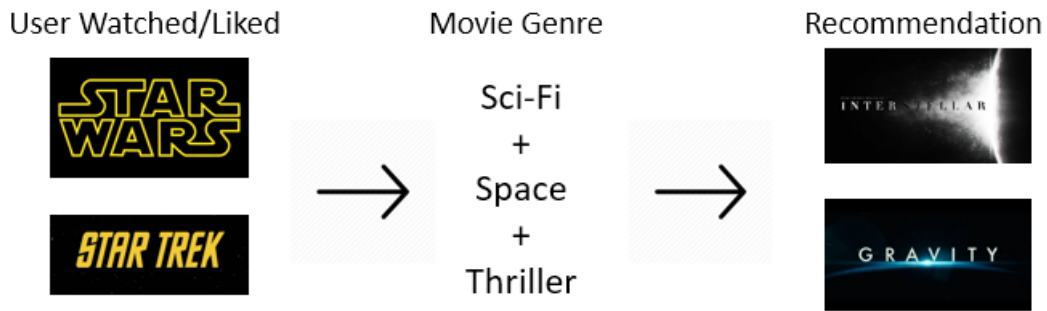 User Watched/Liked
Movie Genre
Recommendation
STAR
WARS
STAR TREK
Sci-Fi
+
Space
+
Thriller
INTERSTELLAR
GRAVITY